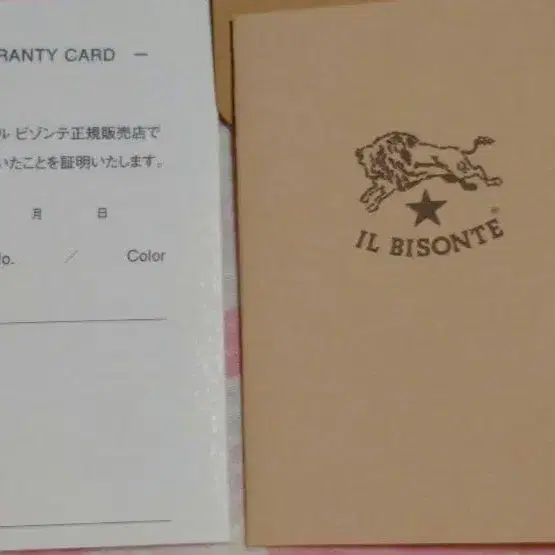 RANTY CARD —
ル ビゾンテ正規販売店で
いたことを証明いたします。
月 日
o. / Color
IL BISONTE®